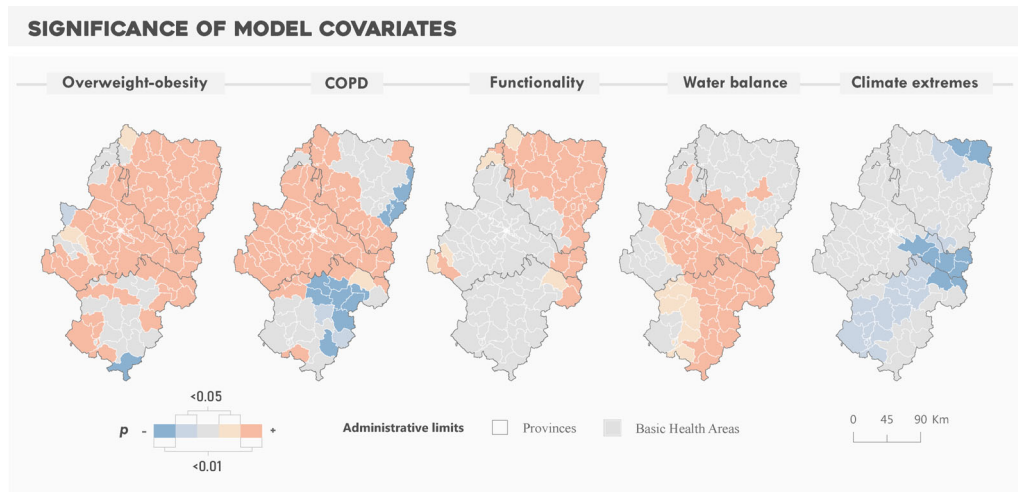 SIGNIFICANCE OF MODEL COVARIATES
Overweight-obesity COPD Functionality Water balance Climate extremes
<0.05
p - +
<0.01
Administrative limits Provinces Basic Health Areas
0 45 90 Km